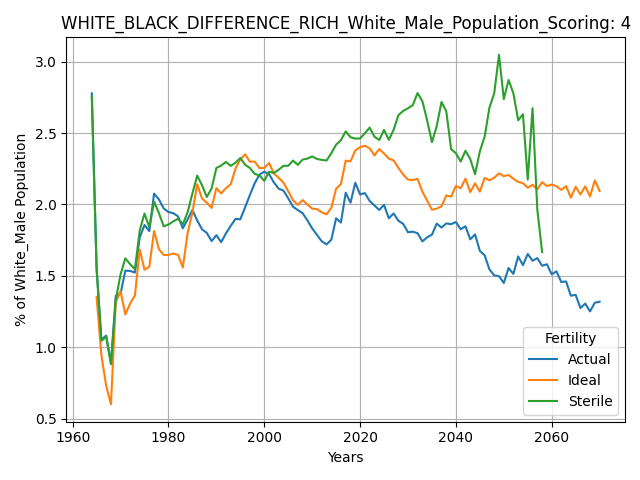 WHITE_BLACK_DIFFERENCE_RICH_White_Male_Population_Scoring: 4
% of White_Male Population
3.0
2.5
2.0
1.5
1.0
0.5
1960
1980
2000
2020
2040
2060
Years
Fertility
Actual
Ideal
Sterile